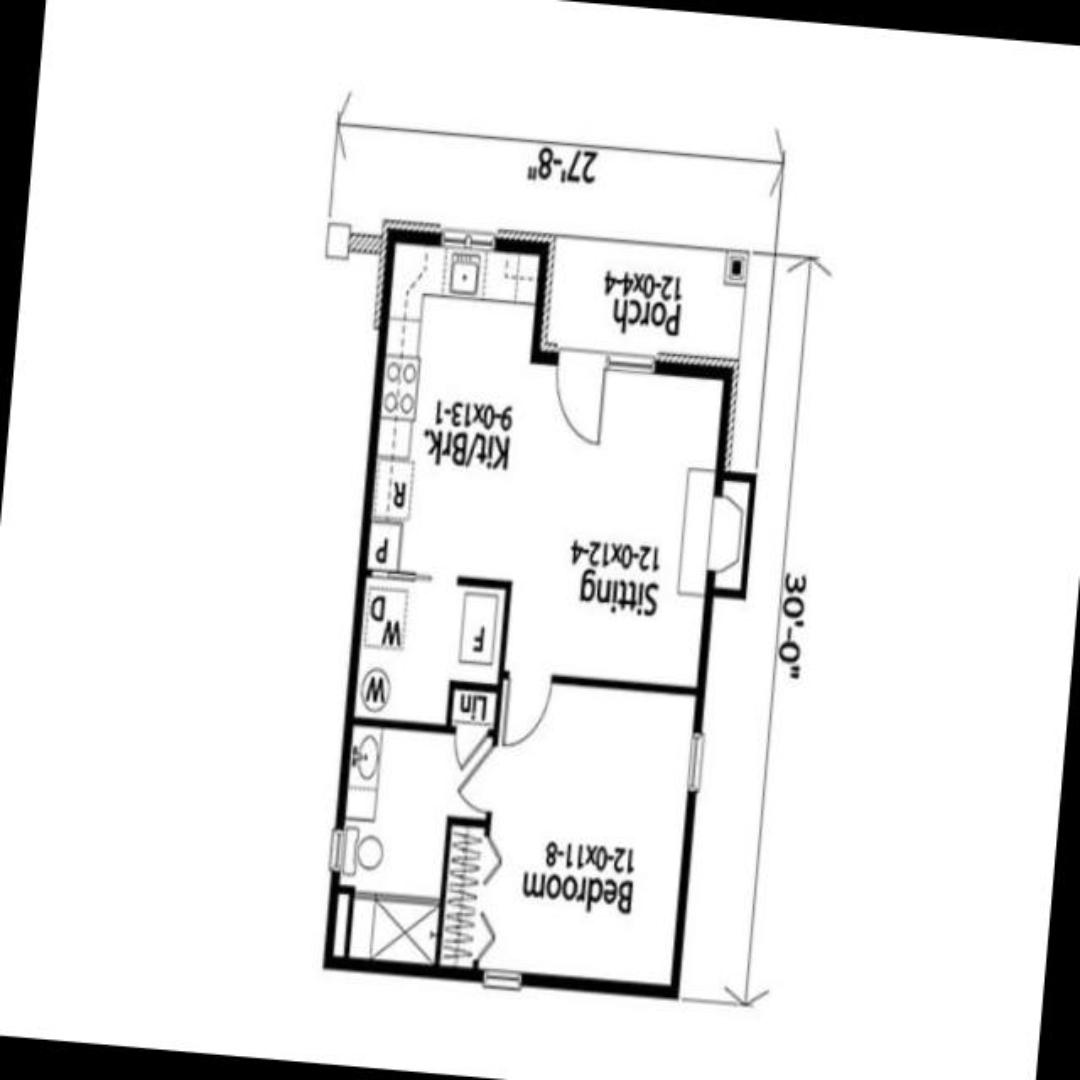 Bedroom
12-0x11-8
Lin
W
F
W
D
30'-0"
Sitting
12-0x12-4
P
R
Kit/Brk.
9-0x13-1
Porch
12-0x4-4
27'-8"